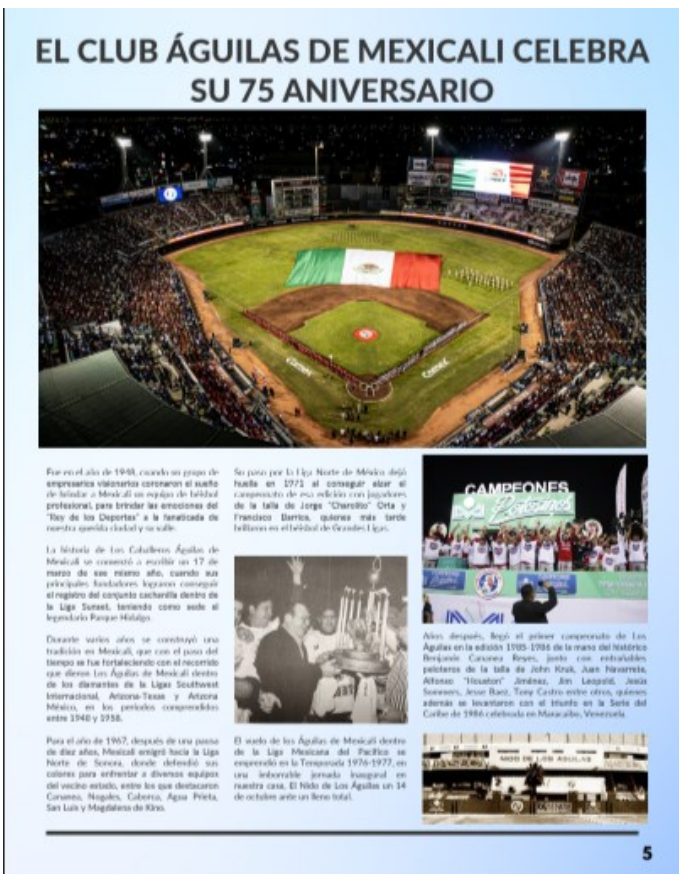 EL CLUB ÁGUILAS DE MEXICALI CELEBRA
SU 75 ANIVERSARIO
Fue en el año de 1948, cuando un grupo de
empresarios visionarios coronaron el sueño
de brindar a Mexicali un equipo de béisbol
profesional, para brindar las emociones del
"Rey de los Deportes" a la fanaticada de
nuestra querida ciudad y su valle.
La historia de Los Caballeros Águilas de
Mexicali se comenzó a escribir un 17 de
marzo de ese mismo año, cuando sus
principales fundadores lograron conseguir
el registro del conjunto cachanilla dentro de
la Liga Sunset, teniendo como sede el
legendario Parque Hidalgo.
Durante varios años se construyó una
tradición en Mexicali, que con el paso del
tiempo se fue fortaleciendo con el recorrido
que dieron Los Águilas de Mexicali dentro
de los diamantes de la Ligas Southwest
Internacional, Arizona-Texas y Arizona
México, en los periodos comprendidos
entre 1948 y 1958.
Para el año de 1967, después de una pausa
de diez años, Mexicali emigró hacia la Liga
Norte de Sonora, donde defendió sus
colores para enfrentar a diversos equipos
del vecino estado, entre los que destacaron
Cananea, Nogales, Caborca, Agua Prieta,
San Luis y Magdalena de Kino.
Su paso por la Liga Norte de México dejó
huella en 1971 al conseguir alzar el
campeonato de esa edición con jugadores
de la talla de Jorge "Charolito" Orta y
Francisco Barrios, quienes más tarde
brillaron en el béisbol de Grandes Ligas.
El vuelo de los Águilas de Mexicali dentro
de la Liga Mexicana del Pacífico se
emprendió en la Temporada 1976-1977, en
una imborrable jornada inaugural en
nuestra casa, El Nido de Los Águilas un 14
de octubre ante un lleno total.
CAMPEONES
Años después, llegó el primer campeonato de Los
Águilas en la edición 1985-1986 de la mano del histórico
Benjamín Cananea Reyes, junto con entrañables
peloteros de la talla de John Kruk, Juan Navarrete,
Alfonso "Houston" Jiménez, Jim Leopold, Jesús
Sommers, Jesse Baez, Tony Castro entre otros, quienes
además se levantaron con el triunfo en la Serie del
Caribe de 1986 celebrada en Maracaibo, Venezuela.
NIDO DE LOS AGUILAS
5